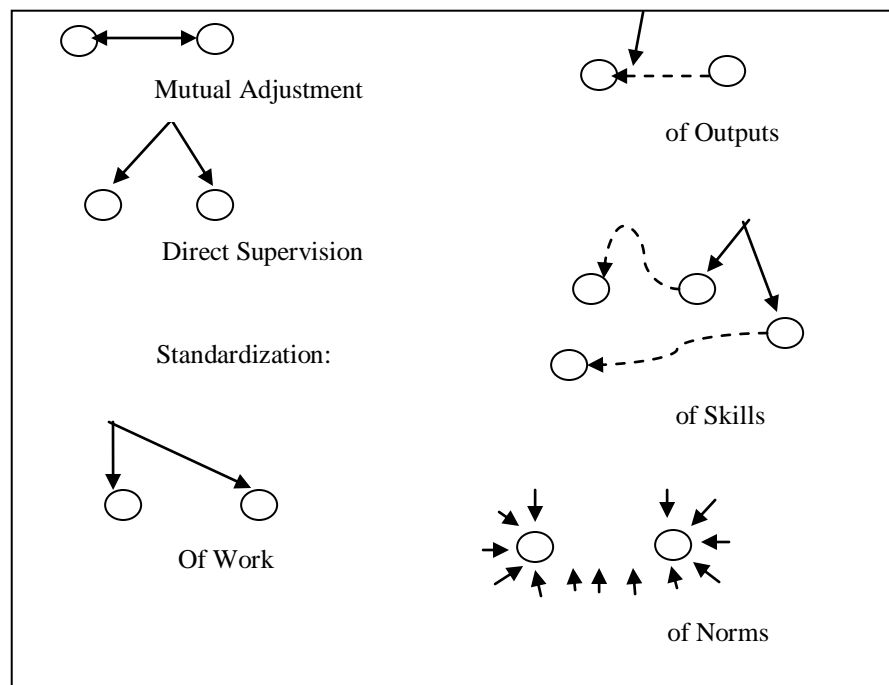 Mutual Adjustment
Direct Supervision
Standardization:
Of Work
of Outputs
of Skills
of Norms